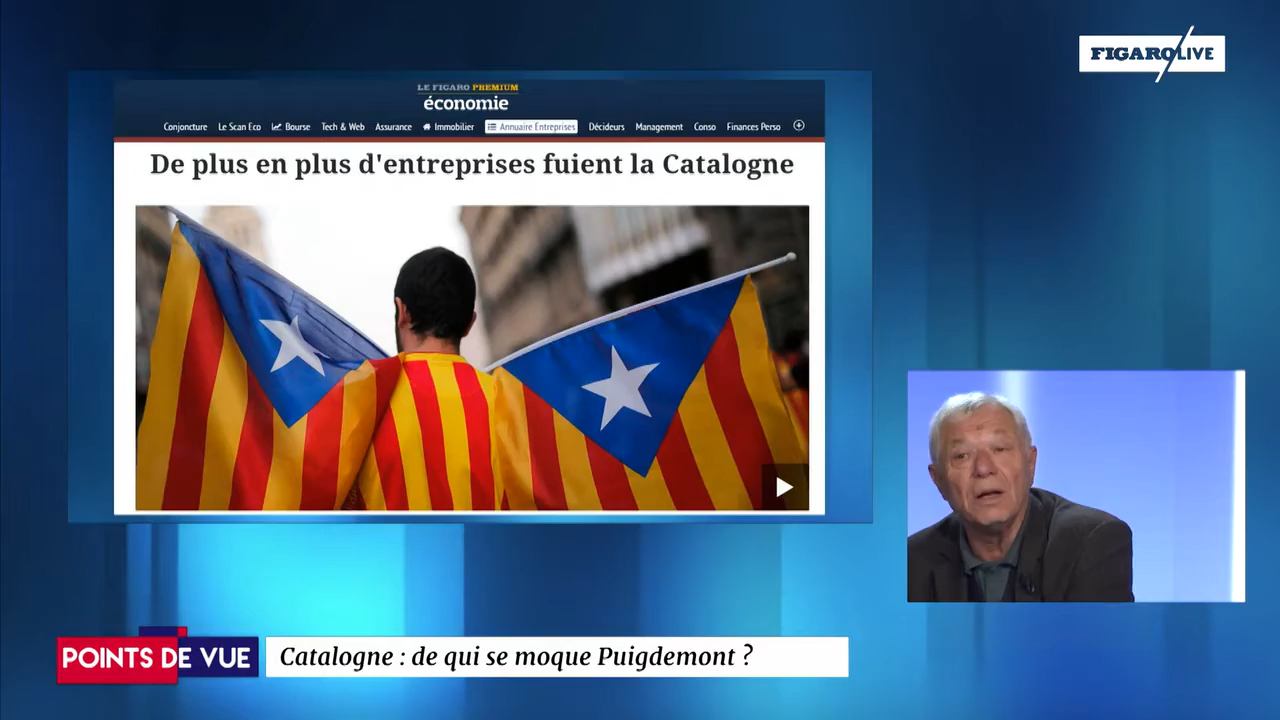 FIGARO LIVE
LE FIGARO PREMIUM
économie
Conjoncture Le Scan Eco Bourse Tech & Web Assurance Immobilier Annuaire Entreprises Décideurs Management Conso Finances Perso
De plus en plus d'entreprises fuient la Catalogne
POINTS DE VUE
Catalogne : de qui se moque Puigdemont ?